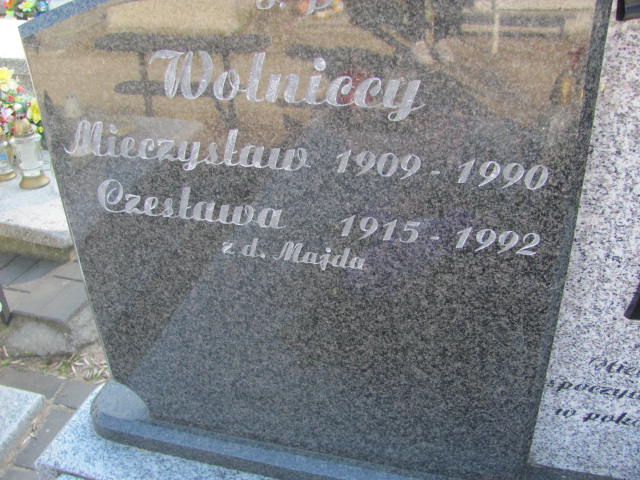 Wolniccy
Mieczysław 1909 - 1990
Czesława 1915 - 1992
z d. Majda